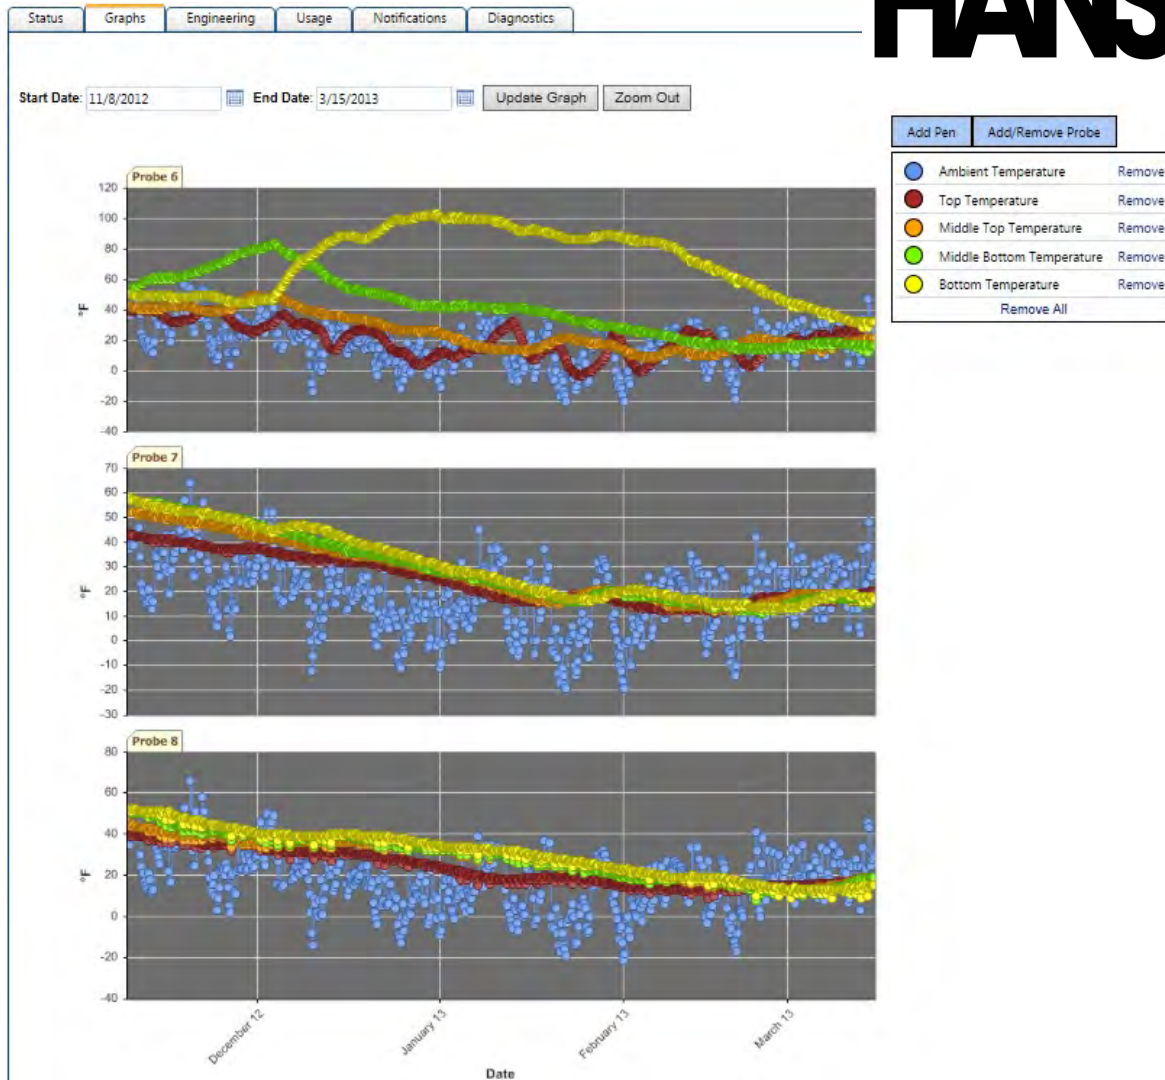 HANS
Status Graphs Engineering Usage Notifications Diagnostics
Start Date: 11/8/2012 End Date: 3/15/2013 Update Graph Zoom Out
Add Pen Add/Remove Probe
Ambient Temperature Remove
Top Temperature Remove
Middle Top Temperature Remove
Middle Bottom Temperature Remove
Bottom Temperature Remove
Remove All
Probe 6
120
100
80
60
40
20
0
-20
-40
°F
Probe 7
70
60
50
40
30
20
10
0
-10
-20
-30
°F
Probe 8
80
60
40
20
0
-20
-40
°F
December 12 January 13 February 13 March 13
Date